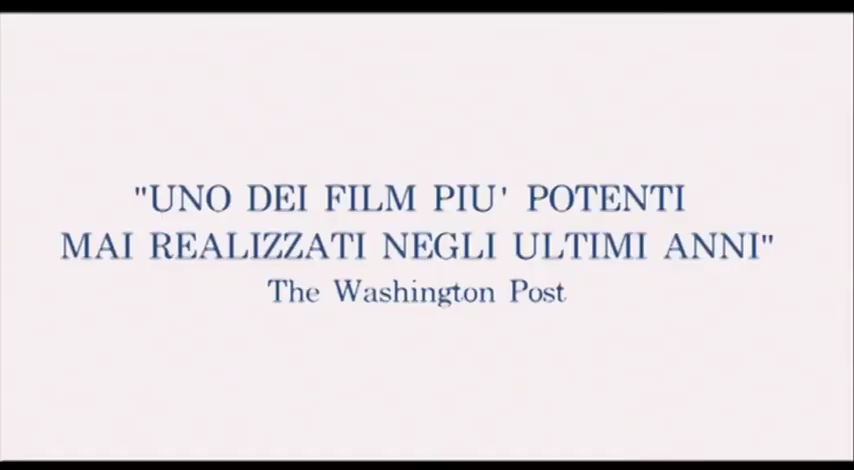 "UNO DEI FILM PIU' POTENTI
MAI REALIZZATI NEGLI ULTIMI ANNI"
The Washington Post